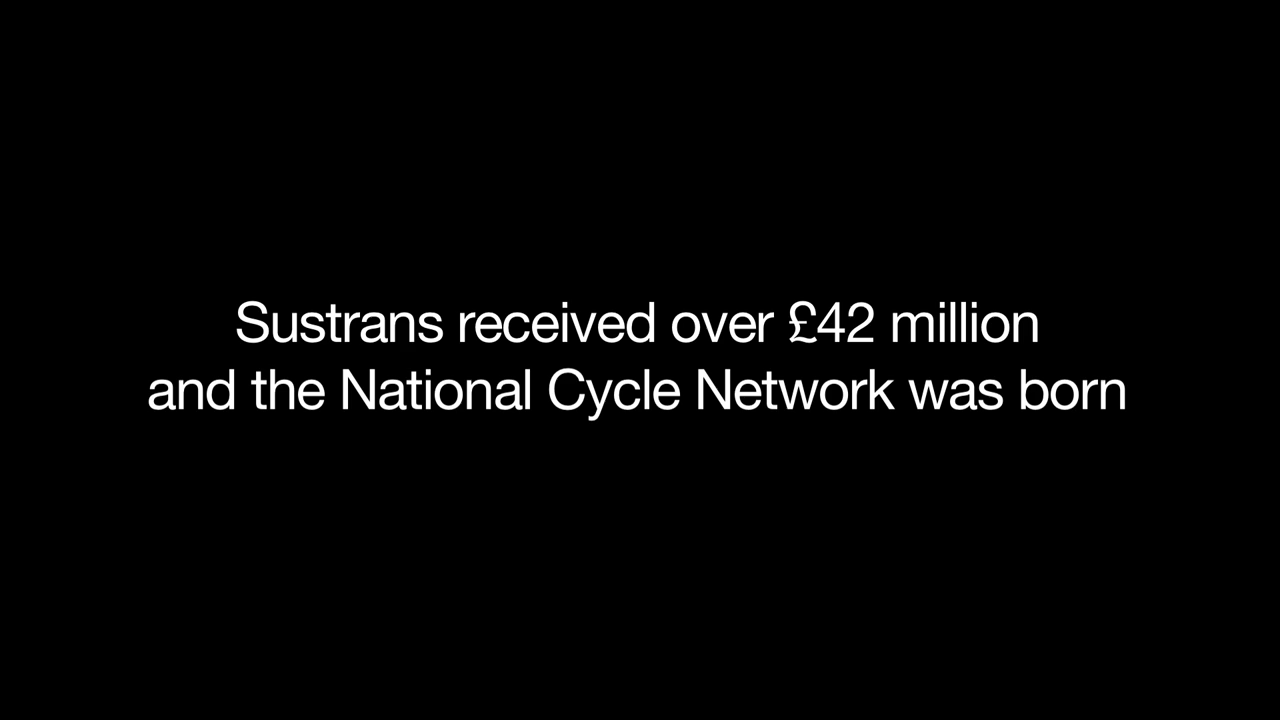 Sustrans received over £42 million
and the National Cycle Network was born